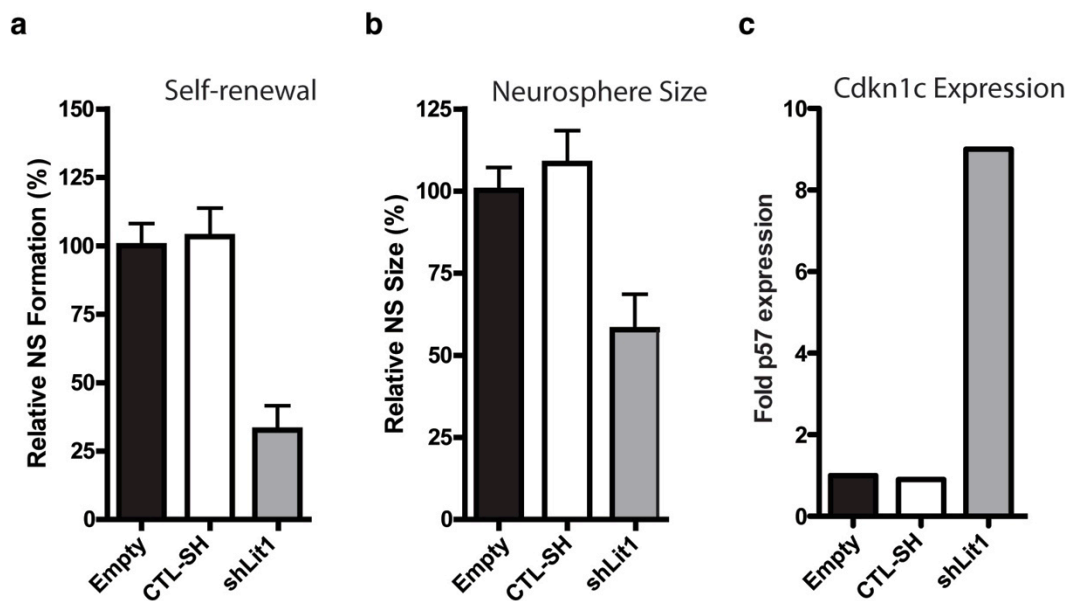 a
Self-renewal
Relative NS Formation (%)
150
125
100
75
50
25
0
Empty
CTL-SH
shLit1
b
Neurosphere Size
Relative NS Size (%)
125
100
75
50
25
0
Empty
CTL-SH
shLit1
c
Cdkn1c Expression
Fold p57 expression
10
8
6
4
2
0
Empty
CTL-SH
shLit1